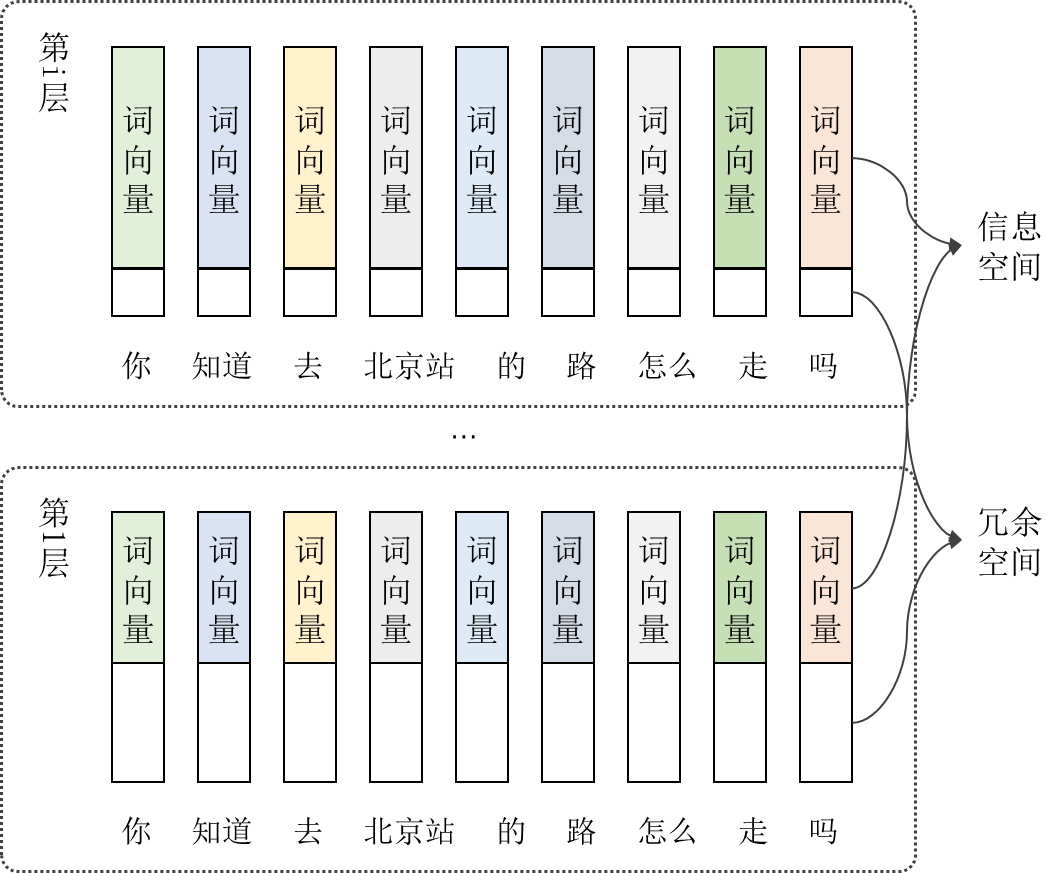 第i层
词向量 词向量 词向量 词向量 词向量 词向量 词向量 词向量 词向量
你 知道 去 北京站 的 路 怎么 走 吗
信息
空间
...
第1层
词向量 词向量 词向量 词向量 词向量 词向量 词向量 词向量 词向量
你 知道 去 北京站 的 路 怎么 走 吗
冗余
空间